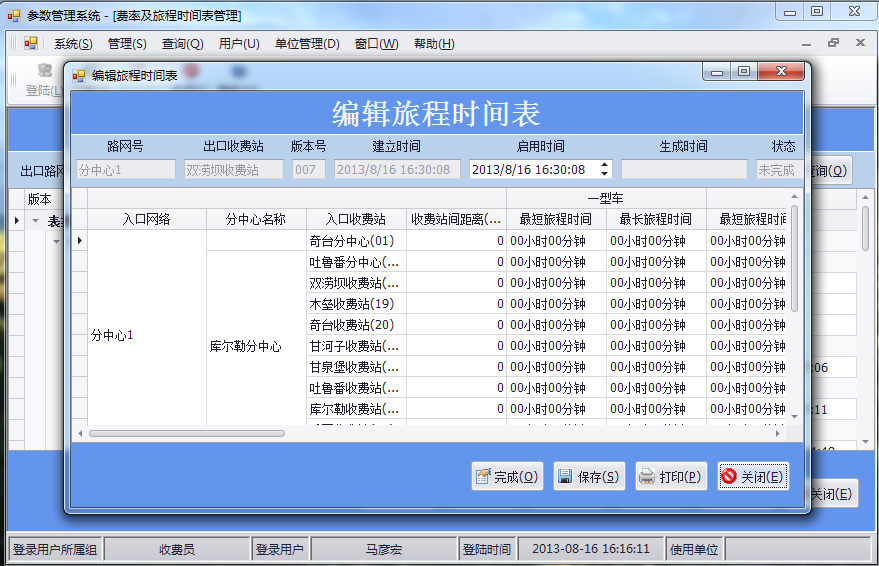 参数管理系统 - [费率及旅程时间表管理]
系统(S) 管理(S) 查询(Q) 用户(U) 单位管理(D) 窗口(W) 帮助(H)
登陆(L)
编辑旅程时间表
编辑旅程时间表
路网号 出口收费站 版本号 建立时间 启用时间 生成时间 状态
分中心1 双涝坝收费站 007 2013/8/16 16:30:08 2013/8/16 16:30:08 未完成
出口路网 查询(Q)
版本
一型车
入口网络 分中心名称 入口收费站 收费站间距离(... 最短旅程时间 最长旅程时间 最短旅程时间
奇台分中心(01) 0 00小时00分钟 00小时00分钟 00小时00分钟
吐鲁番分中心(... 0 00小时00分钟 00小时00分钟 00小时00分钟
双涝坝收费站(... 0 00小时00分钟 00小时00分钟 00小时00分钟
木垒收费站(19) 0 00小时00分钟 00小时00分钟 00小时00分钟
奇台收费站(20) 0 00小时00分钟 00小时00分钟 00小时00分钟
分中心1
库尔勒分中心
甘河子收费站(... 0 00小时00分钟 00小时00分钟 00小时00分钟
甘泉堡收费站(... 0 00小时00分钟 00小时00分钟 00小时00分钟
:06
吐鲁番收费站(... 0 00小时00分钟 00小时00分钟 00小时00分钟
库尔勒收费站(... 0 00小时00分钟 00小时00分钟 00小时00分钟
:11
完成(O) 保存(S) 打印(P) 关闭(E)
关闭(E)
登录用户所属组 收费员 登录用户 马彦宏 登陆时间 2013-08-16 16:16:11 使用单位